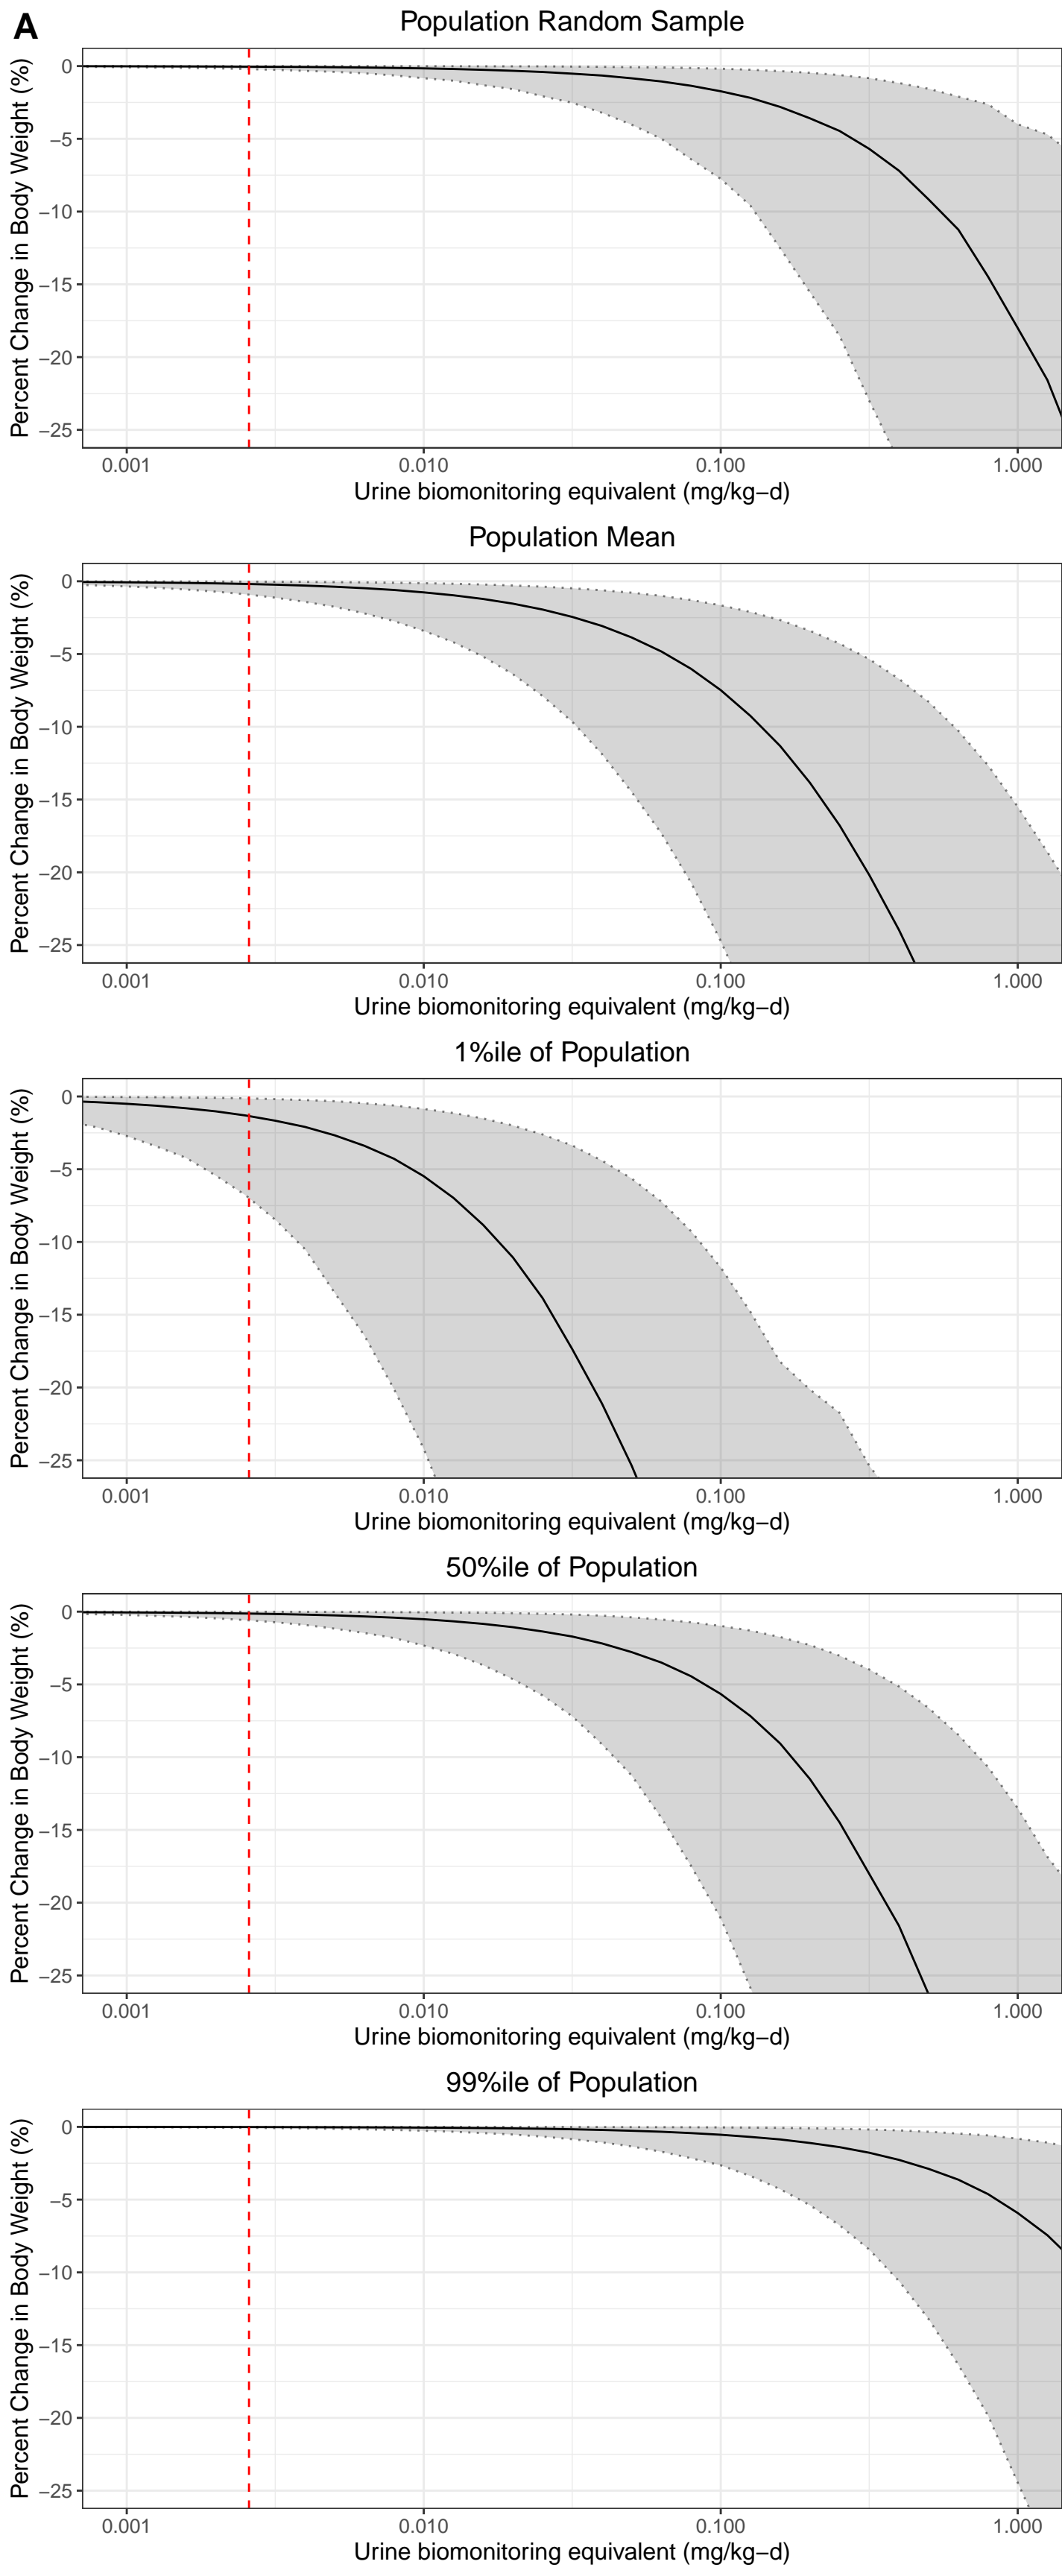 A
Population Random Sample
Percent Change in Body Weight (%)
0
−5
−10
−15
−20
−25
0.001 0.010 0.100 1.000
Urine biomonitoring equivalent (mg/kg−d)
Population Mean
Percent Change in Body Weight (%)
0
−5
−10
−15
−20
−25
0.001 0.010 0.100 1.000
Urine biomonitoring equivalent (mg/kg−d)
1%ile of Population
Percent Change in Body Weight (%)
0
−5
−10
−15
−20
−25
0.001 0.010 0.100 1.000
Urine biomonitoring equivalent (mg/kg−d)
50%ile of Population
Percent Change in Body Weight (%)
0
−5
−10
−15
−20
−25
0.001 0.010 0.100 1.000
Urine biomonitoring equivalent (mg/kg−d)
99%ile of Population
Percent Change in Body Weight (%)
0
−5
−10
−15
−20
−25
0.001 0.010 0.100 1.000
Urine biomonitoring equivalent (mg/kg−d)